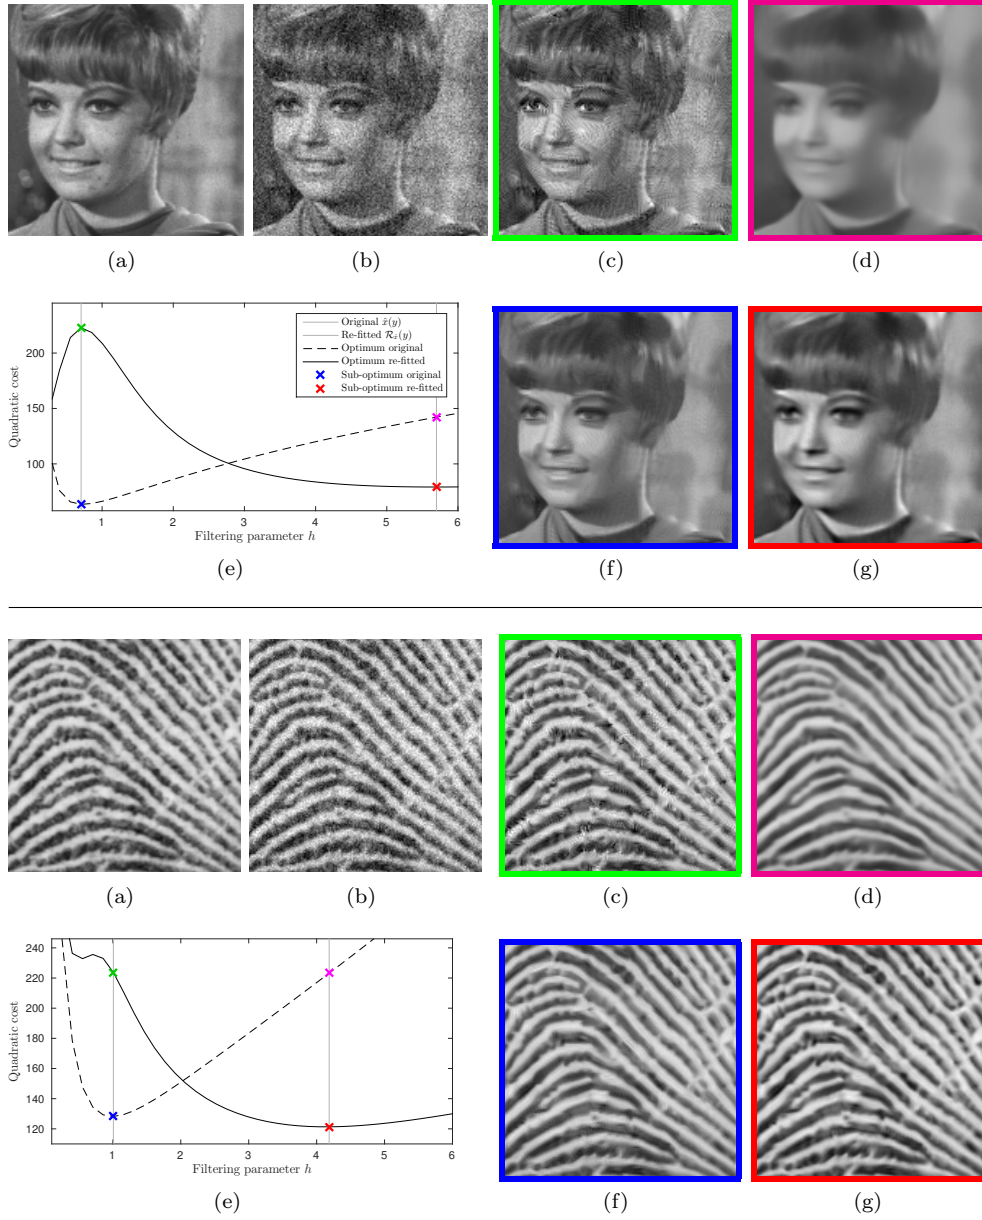 (a) (b) (c) (d)
200
150
100
Quadratic cost
1 2 3 4 5 6
Filtering parameter h
Original x̂(y)
Re-fitted R_x̂(y)
Optimum original
Optimum re-fitted
Sub-optimum original
Sub-optimum re-fitted
(e) (f) (g)
(a) (b) (c) (d)
240
220
200
180
160
140
120
Quadratic cost
1 2 3 4 5 6
Filtering parameter h
(e) (f) (g)